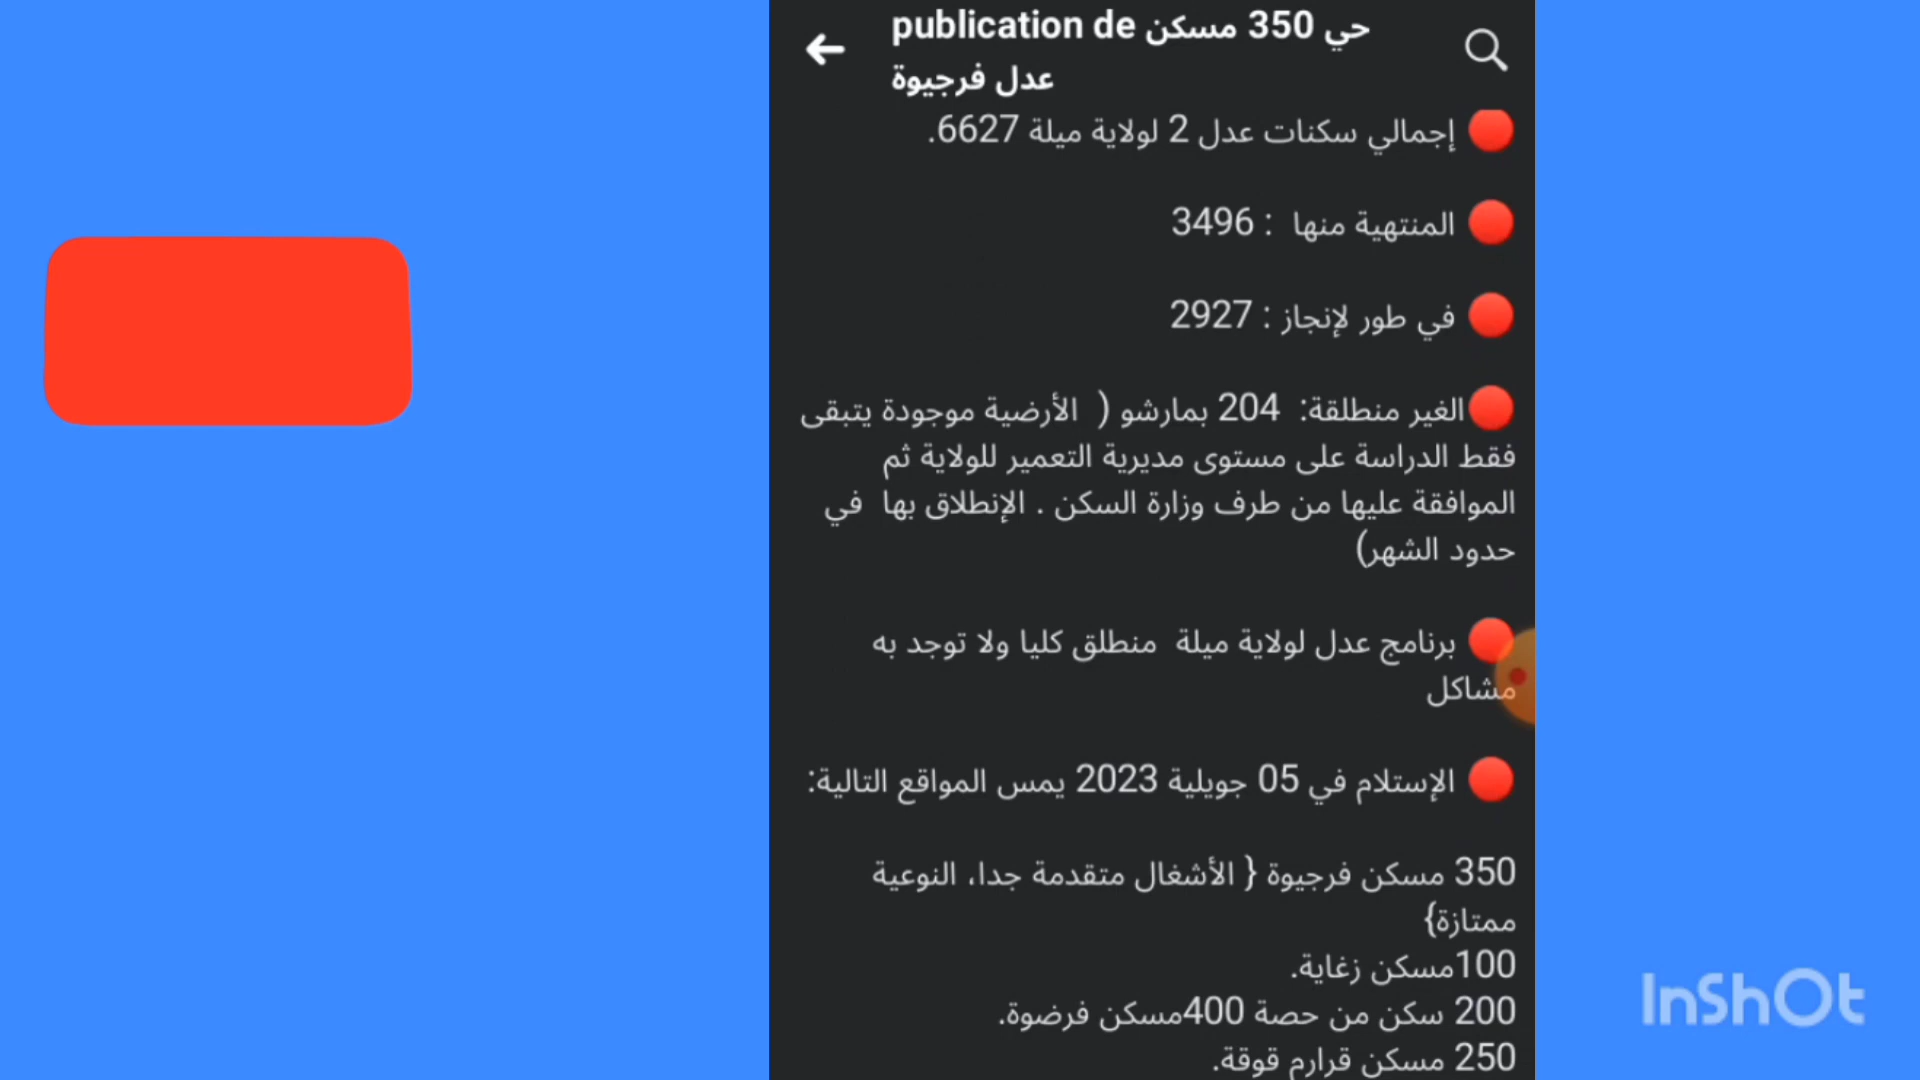 publication de حي 350 مسكن
عدل فرجيوة
إجمالي سكنات عدل 2 لولاية ميلة 6627.
المنتهية منها : 3496
في طور لإنجاز : 2927
الغير منطلقة: 204 بمارشو ( الأرضية موجودة يتبقى
فقط الدراسة على مستوى مديرية التعمير للولاية ثم
الموافقة عليها من طرف وزارة السكن . الإنطلاق بها في
حدود الشهر)
برنامج عدل لولاية ميلة منطلق كليا ولا توجد به
مشاكل
الإستلام في 05 جويلية 2023 يمس المواقع التالية:
350 مسكن فرجيوة { الأشغال متقدمة جدا، النوعية
ممتازة}
100مسكن زغاية.
200 سكن من حصة 400مسكن فرضوة.
250 مسكن قرارم قوقة.
InShOt